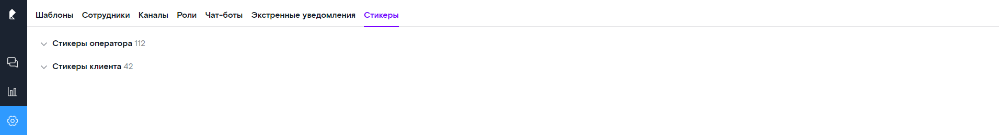 Шаблоны Сотрудники Каналы Роли Чат-боты Экстренные уведомления Стикеры
Стикеры оператора 112
Стикеры клиента 42